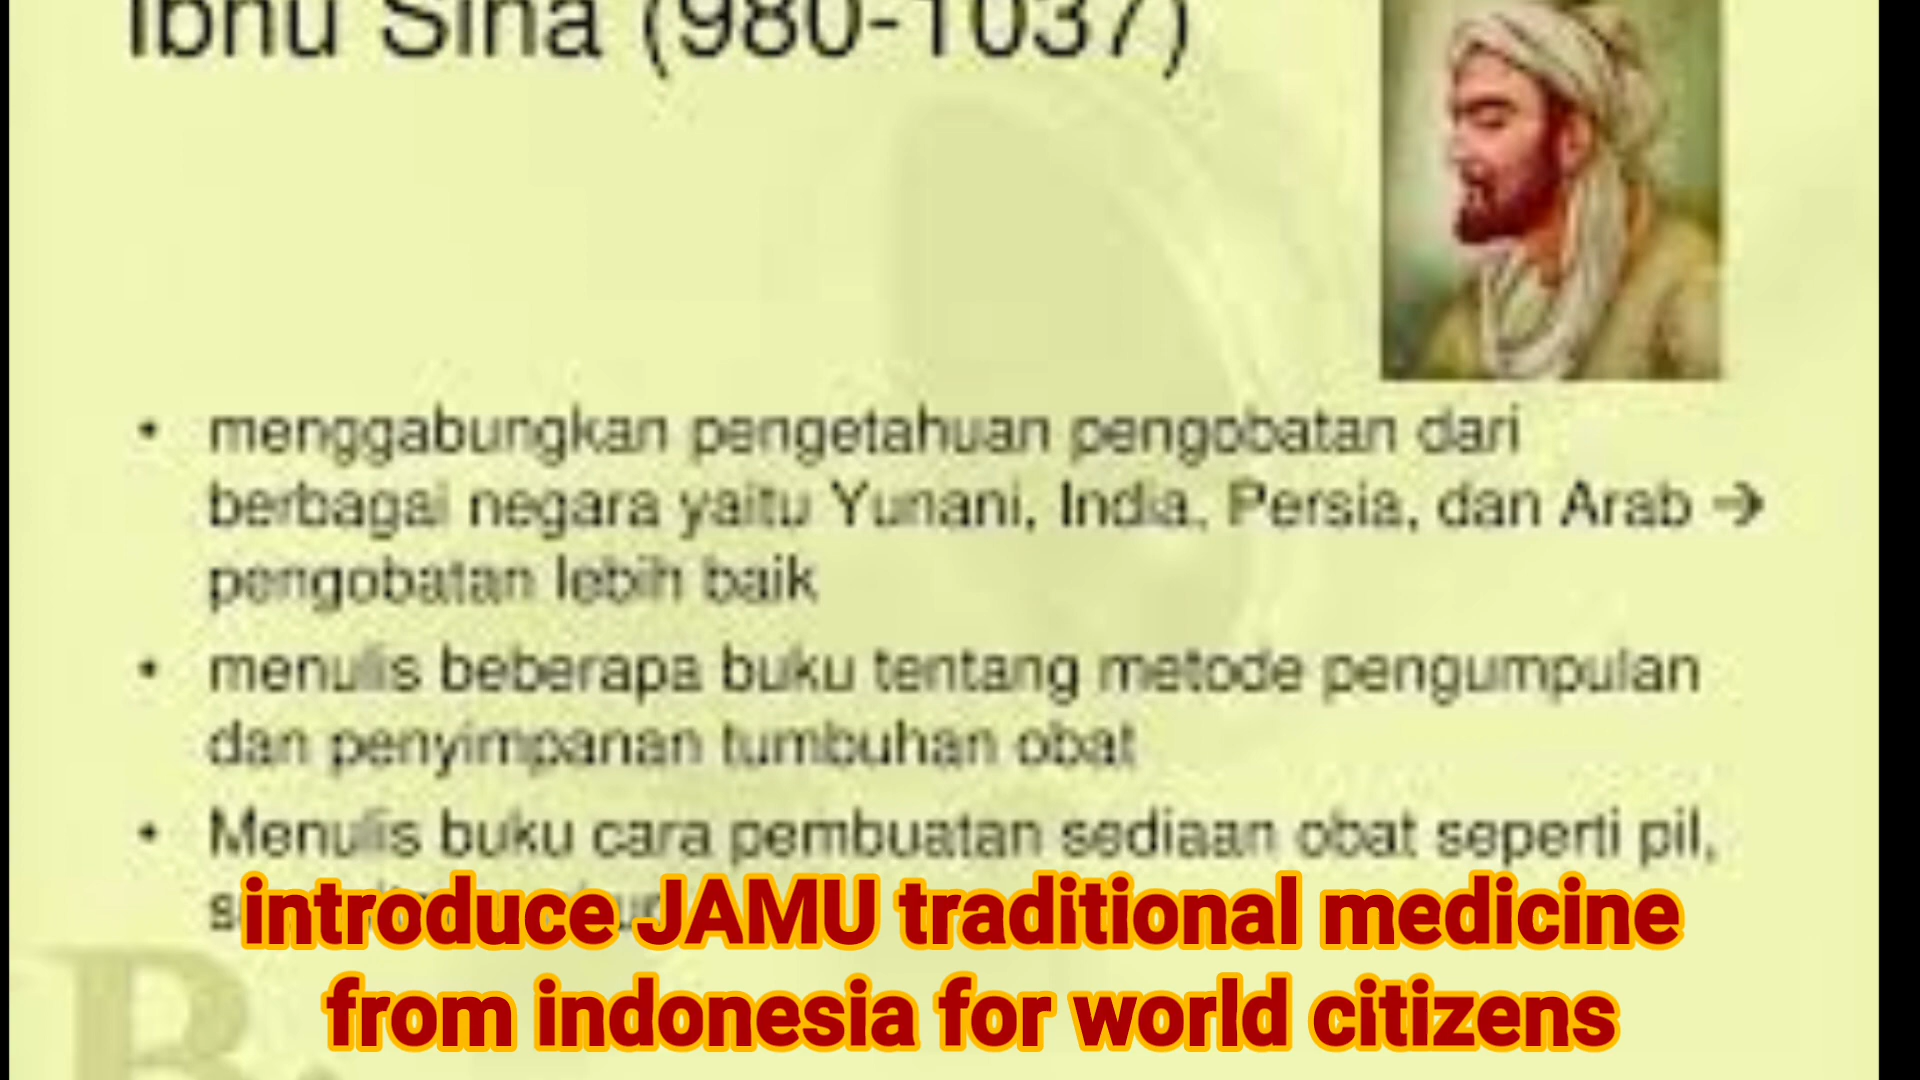 Ibnu Sina (980-1037)
• menggabungkan pengetahuan pengobatan dari
berbagai negara yaitu Yunani, India, Persia, dan Arab →
pengobatan lebih baik
• menulis beberapa buku tentang metode pengumpulan
dan penyimpanan tumbuhan obat
• Menulis buku cara pembuatan sediaan obat seperti pil,
introduce JAMU traditional medicine
from indonesia for world citizens